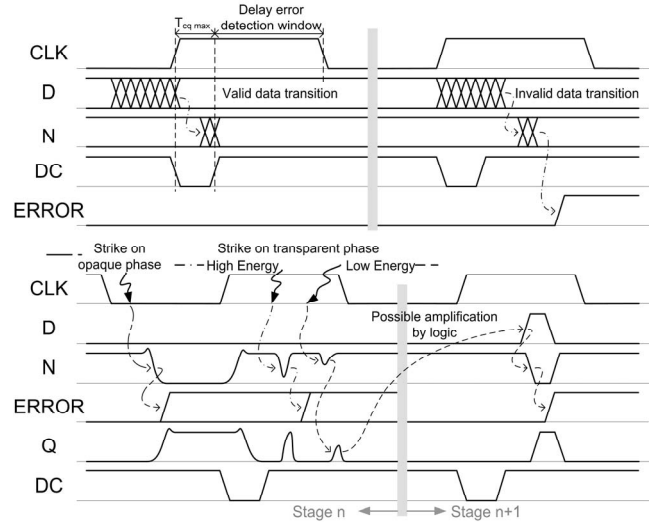 Tcq max
Delay error
detection window
CLK
D
Valid data transition
Invalid data transition
N
DC
ERROR
Strike on
opaque phase
Strike on transparent phase
High Energy
Low Energy
CLK
Possible amplification
by logic
D
N
ERROR
Q
DC
Stage n
Stage n+1